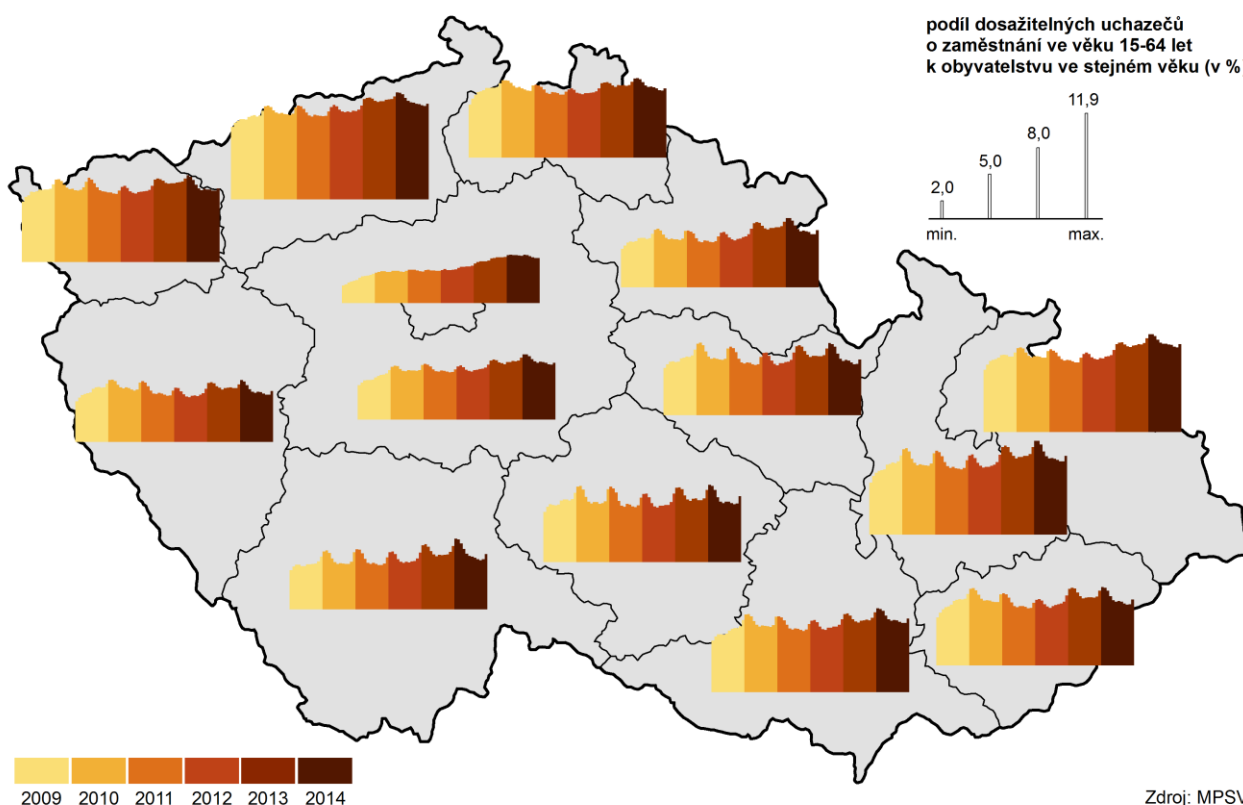 podíl dosažitelných uchazečů
o zaměstnání ve věku 15-64 let
k obyvatelstvu ve stejném věku (v %
11,9
8,0
5,0
2,0
min.
max.
2009
2010
2011
2012
2013
2014
Zdroj: MPSV